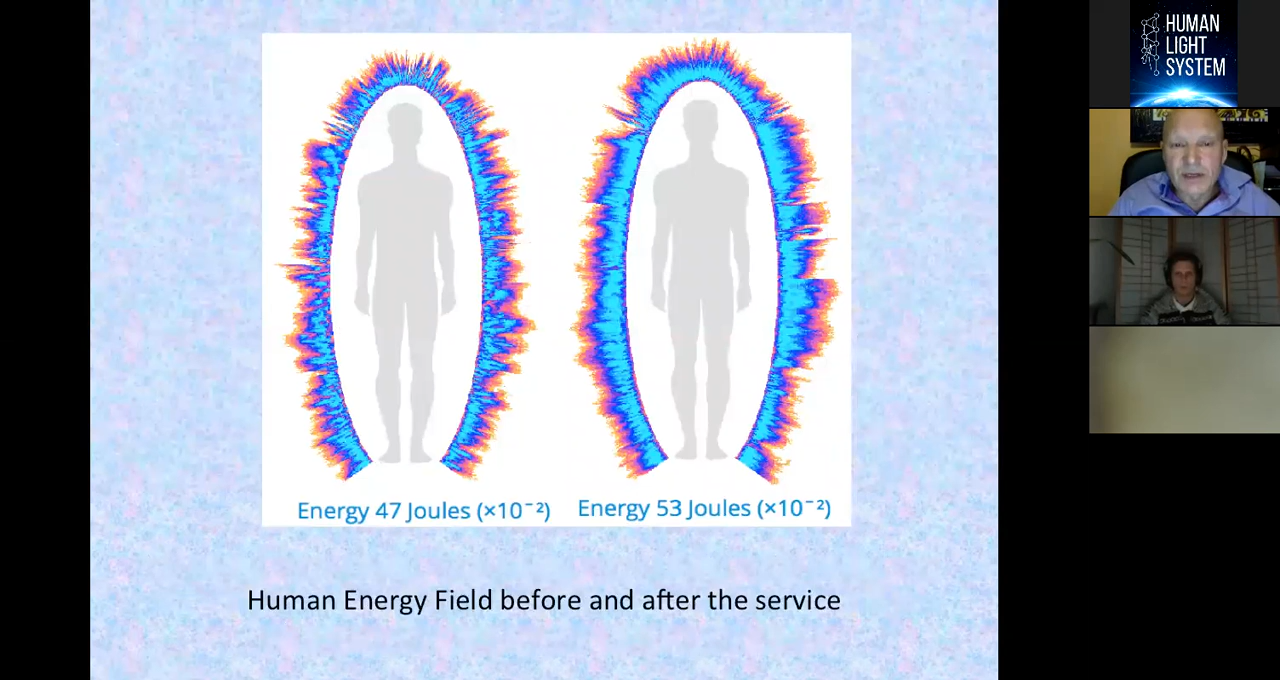 HUMAN
LIGHT
SYSTEM
Energy 47 Joules (×10⁻²)
Energy 53 Joules (×10⁻²)
Human Energy Field before and after the service